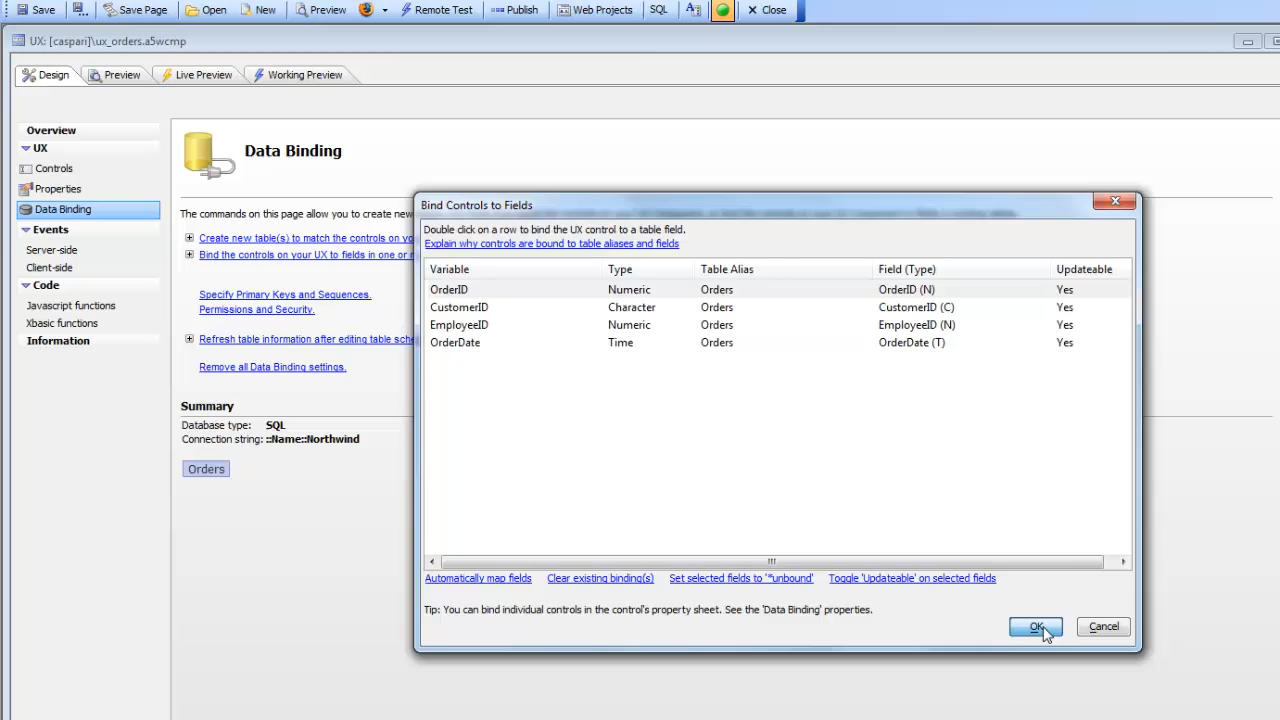 Save Save Page Open New Preview Remote Test Publish Web Projects SQL Close
UX: [caspari]\ux_orders.a5wcmp
Design Preview Live Preview Working Preview
Overview
UX
Controls
Properties
Data Binding
Events
Server-side
Client-side
Code
Javascript functions
Xbasic functions
Information
Data Binding
The commands on this page allow you to create new
Create new table(s) to match the controls on yo
Bind the controls on your UX to fields in one or
Specify Primary Keys and Sequences.
Permissions and Security.
Refresh table information after editing table sche
Remove all Data Binding settings.
Summary
Database type: SQL
Connection string: ::Name::Northwind
Orders
Bind Controls to Fields
Double click on a row to bind the UX control to a table field.
Explain why controls are bound to table aliases and fields
Variable Type Table Alias Field (Type) Updateable
OrderID Numeric Orders OrderID (N) Yes
CustomerID Character Orders CustomerID (C) Yes
EmployeeID Numeric Orders EmployeeID (N) Yes
OrderDate Time Orders OrderDate (T) Yes
Automatically map fields Clear existing binding(s) Set selected fields to '*unbound' Toggle 'Updateable' on selected fields
Tip: You can bind individual controls in the control's property sheet. See the 'Data Binding' properties.
OK Cancel